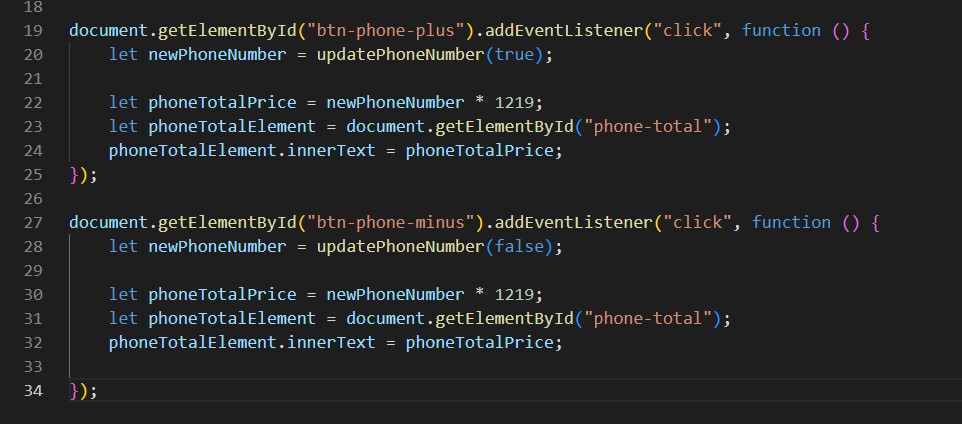 18
19 document.getElementById("btn-phone-plus").addEventListener("click", function () {
20     let newPhoneNumber = updatePhoneNumber(true);
21
22     let phoneTotalPrice = newPhoneNumber * 1219;
23     let phoneTotalElement = document.getElementById("phone-total");
24     phoneTotalElement.innerText = phoneTotalPrice;
25 });
26
27 document.getElementById("btn-phone-minus").addEventListener("click", function () {
28     let newPhoneNumber = updatePhoneNumber(false);
29
30     let phoneTotalPrice = newPhoneNumber * 1219;
31     let phoneTotalElement = document.getElementById("phone-total");
32     phoneTotalElement.innerText = phoneTotalPrice;
33
34 });